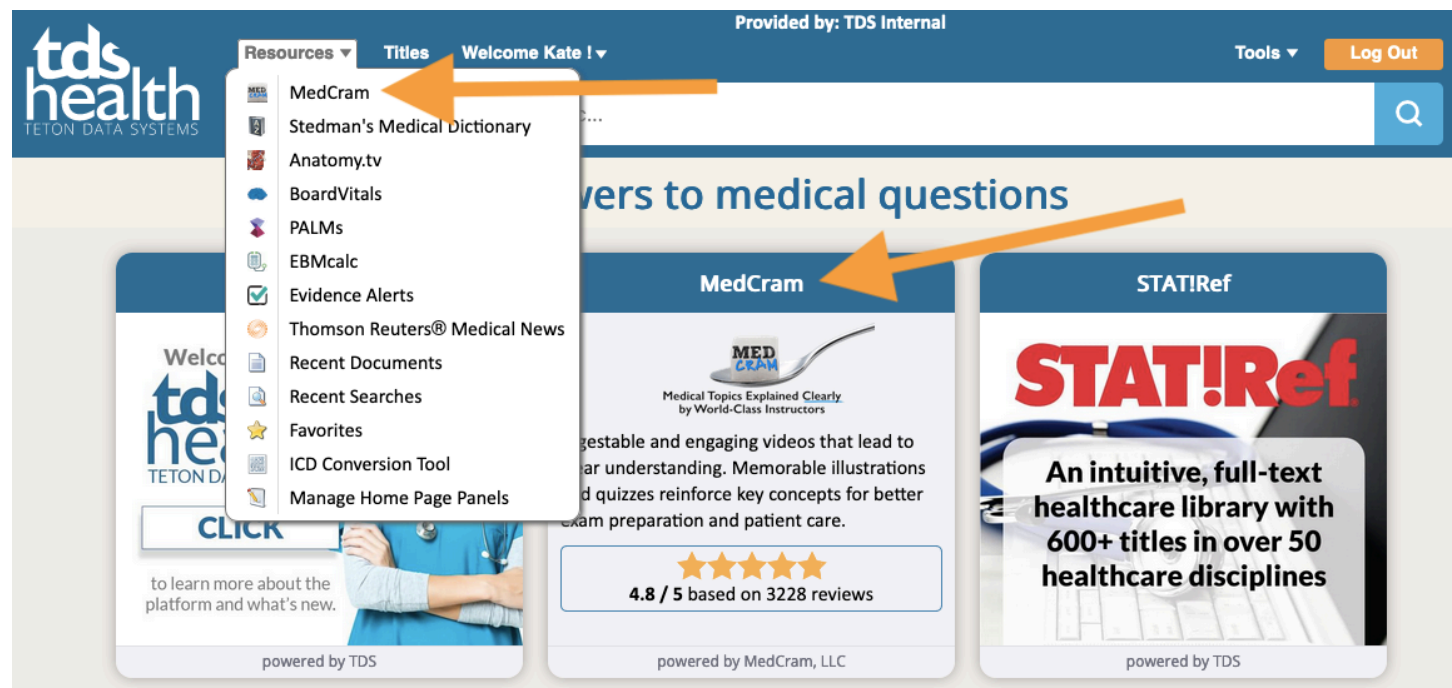 Provided by: TDS Internal
tds
health
TETON DATA SYSTEMS
Resources ▼
Titles
Welcome Kate ! ▾
Tools ▼
Log Out
MedCram
Stedman's Medical Dictionary
Anatomy.tv
BoardVitals
PALMs
EBMcalc
Evidence Alerts
Thomson Reuters® Medical News
Recent Documents
Recent Searches
Favorites
ICD Conversion Tool
Manage Home Page Panels
to medical questions
tds
TETON
CLICK
to learn more about the
platform and what's new.
powered by TDS
MedCram
MED
CRAM
Medical Topics Explained Clearly
by World-Class Instructors
and engaging videos that lead to
understanding. Memorable illustrations
quizzes reinforce key concepts for better
exam preparation and patient care.
4.8 / 5 based on 3228 reviews
powered by MedCram, LLC
STAT!Ref
STAT!Ref
An intuitive, full-text
healthcare library with
600+ titles in over 50
healthcare disciplines
powered by TDS